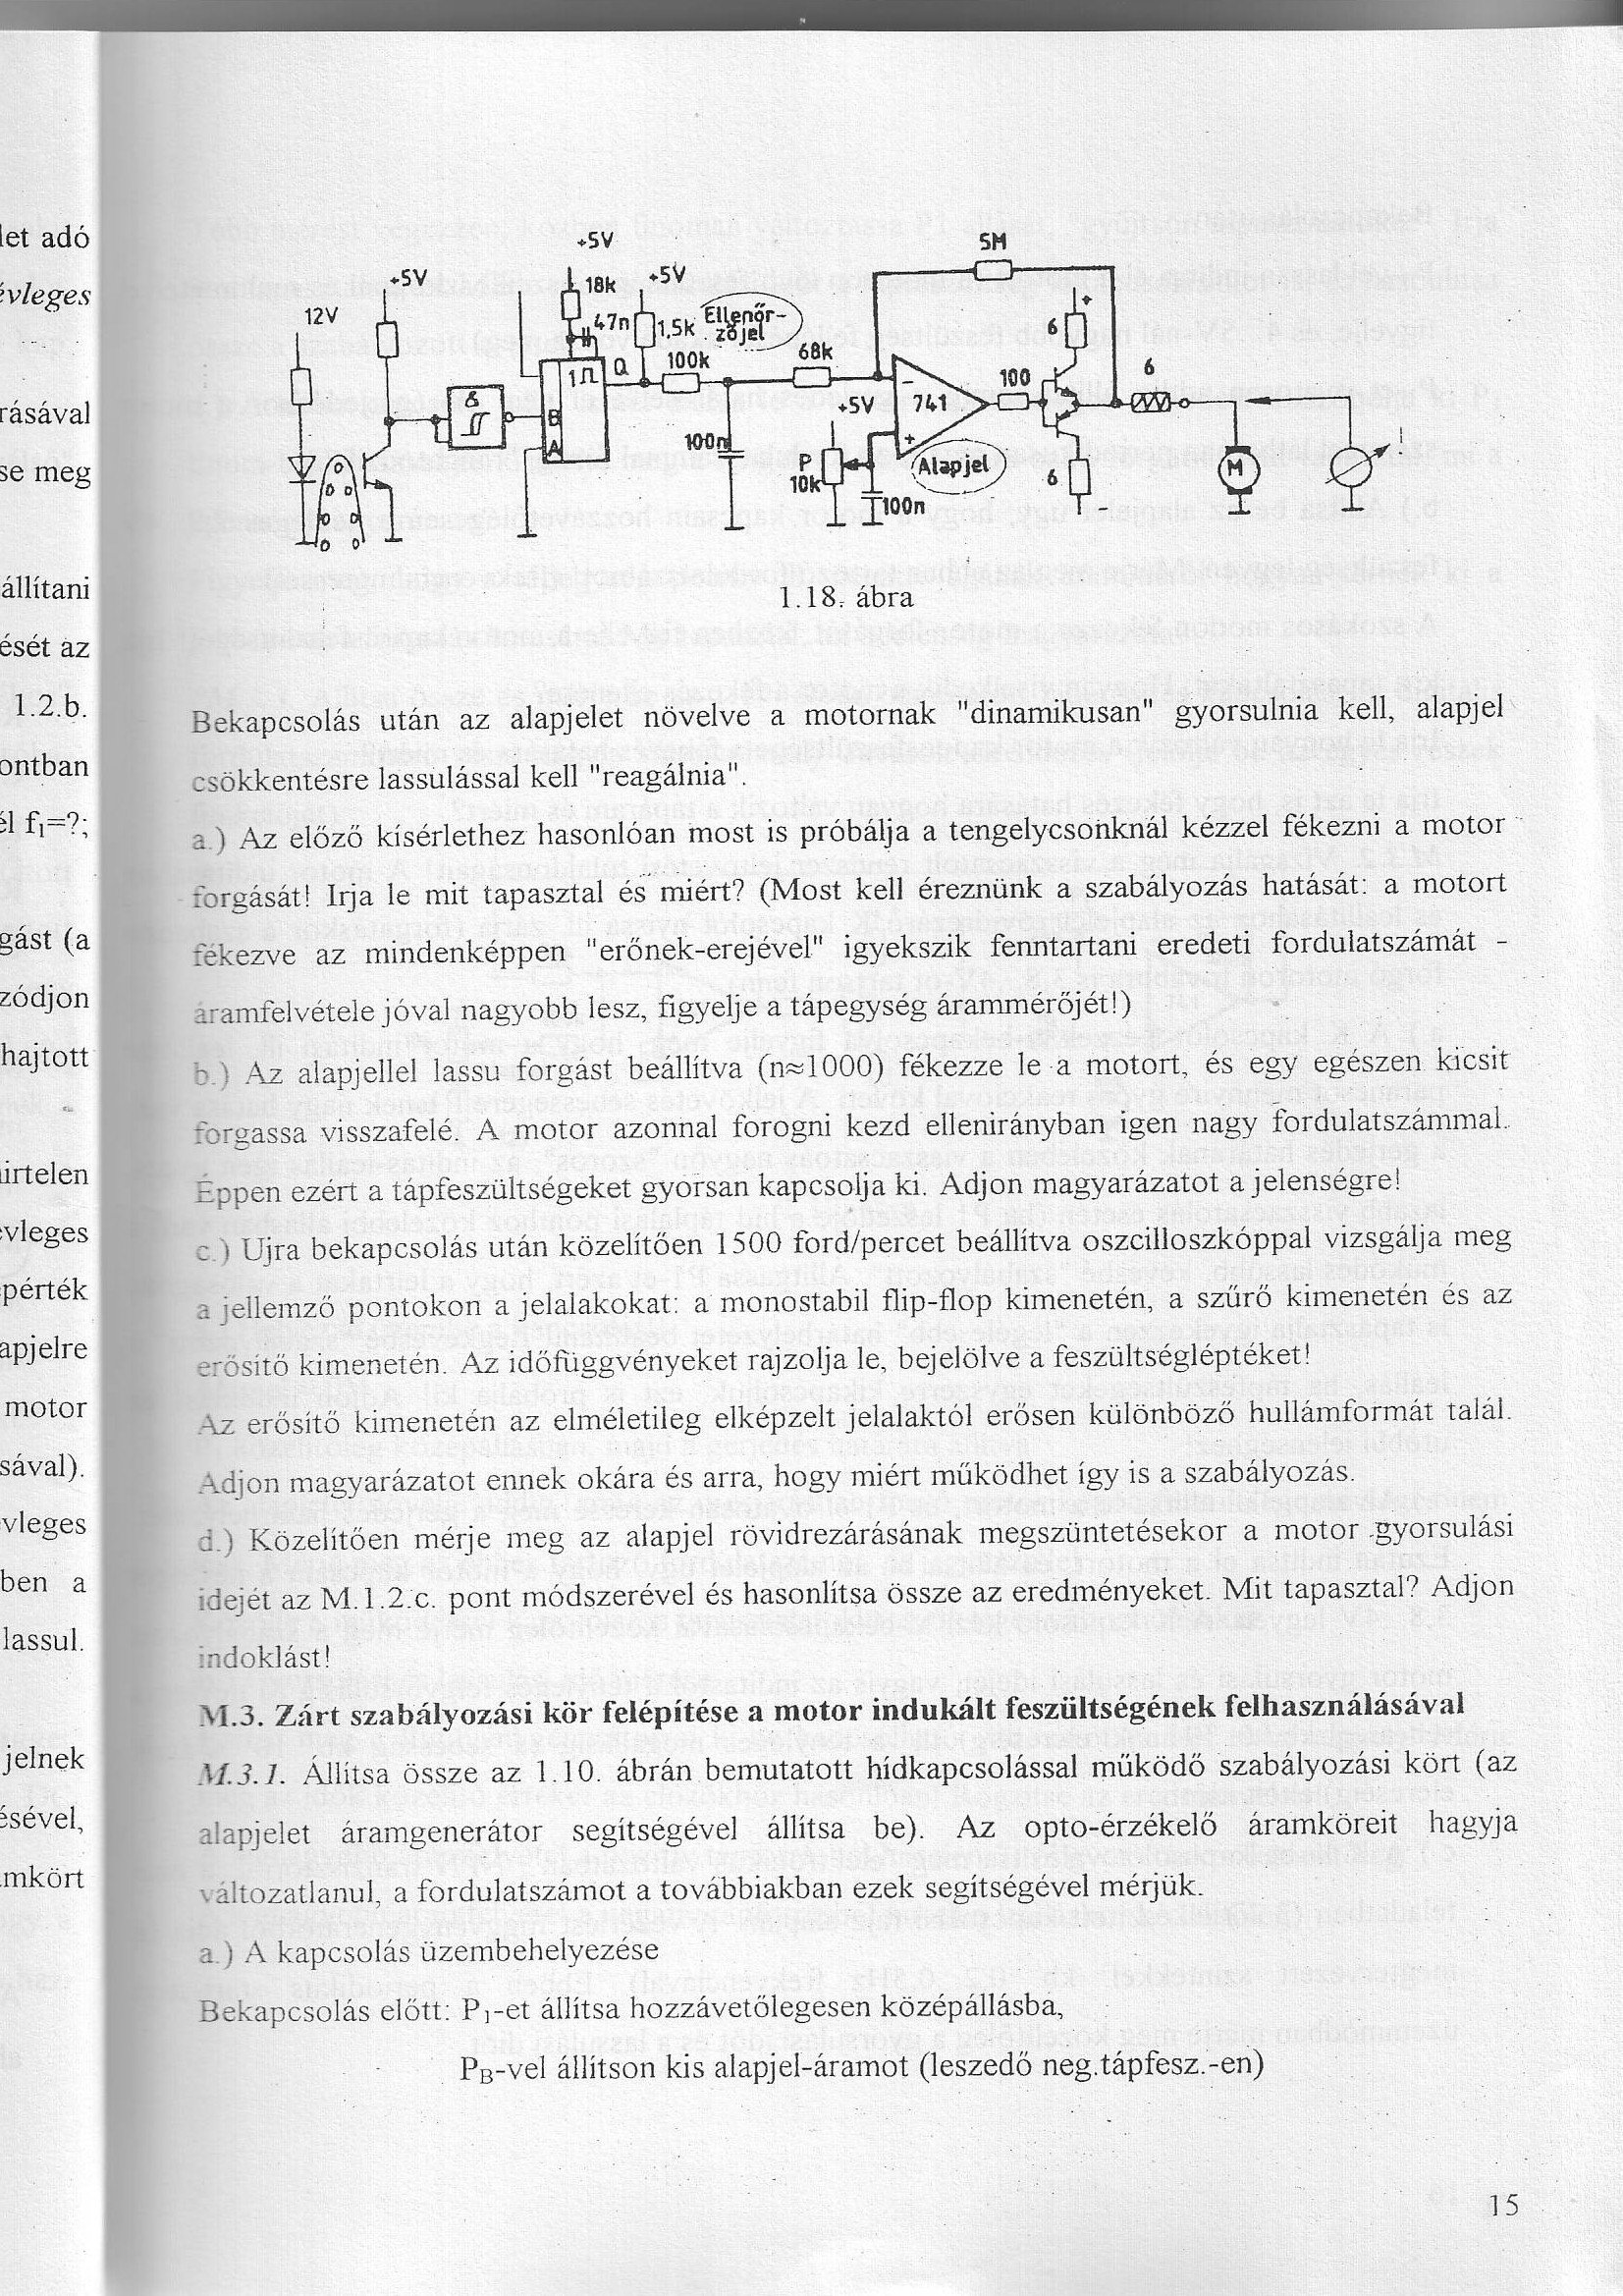 let adó
évleges
rásával
se meg
állítani
ését az
1.2.b.
ontban
él f₁=?;
gást (a
ződjon
hajtott
irtelen
évleges
pérték
apjelre
motor
sával).
vleges
ben a
lassul.
jelnek
ésével,
mkört
+5V
5M
+5V
18k
+5V
12V
47n
1,5k
Ellenőr-
zőjel
6
Q
100k
68k
1
100
6
&
+5V
741
B
A
100n
P
10k
Alapjel
6
M
100n
1.18. ábra
Bekapcsolás után az alapjelet növelve a motornak "dinamikusan" gyorsulnia kell, alapjel
csökkentésre lassulással kell "reagálnia".
a.) Az előző kísérlethez hasonlóan most is próbálja a tengelycsonknál kézzel fékezni a motor
forgását! Irja le mit tapasztal és miért? (Most kell éreznünk a szabályozás hatását: a motort
fékezve az mindenképpen "erőnek-erejével" igyekszik fenntartani eredeti fordulatszámát -
áramfelvétele jóval nagyobb lesz, figyelje a tápegység árammérőjét!)
b.) Az alapjellel lassu forgást beállítva (n≈1000) fékezze le a motort, és egy egészen kicsit
forgassa visszafelé. A motor azonnal forogni kezd ellenirányban igen nagy fordulatszámmal.
Éppen ezért a tápfeszültségeket gyorsan kapcsolja ki. Adjon magyarázatot a jelenségre!
c.) Ujra bekapcsolás után közelítően 1500 ford/percet beállítva oszcilloszkóppal vizsgálja meg
a jellemző pontokon a jelalakokat: a monostabil flip-flop kimenetén, a szűrő kimenetén és az
erősítő kimenetén. Az időfüggvényeket rajzolja le, bejelölve a feszültségléptéket!
Az erősítő kimenetén az elméletileg elképzelt jelalaktól erősen különböző hullámformát talál.
Adjon magyarázatot ennek okára és arra, hogy miért működhet így is a szabályozás.
d.) Közelítően mérje meg az alapjel rövidrezárásának megszüntetésekor a motor gyorsulási
idejét az M.1.2.c. pont módszerével és hasonlítsa össze az eredményeket. Mit tapasztal? Adjon
indoklást!
M.3. Zárt szabályozási kör felépítése a motor indukált feszültségének felhasználásával
M.3.1. Állítsa össze az 1.10. ábrán bemutatott hídkapcsolással működő szabályozási kört (az
alapjelet áramgenerátor segítségével állítsa be). Az opto-érzékelő áramköreit hagyja
változatlanul, a fordulatszámot a továbbiakban ezek segítségével mérjük.
a.) A kapcsolás üzembehelyezése
Bekapcsolás előtt: P₁-et állítsa hozzávetőlegesen középállásba,
P_B-vel állítson kis alapjel-áramot (leszedő neg.tápfesz.-en)
15